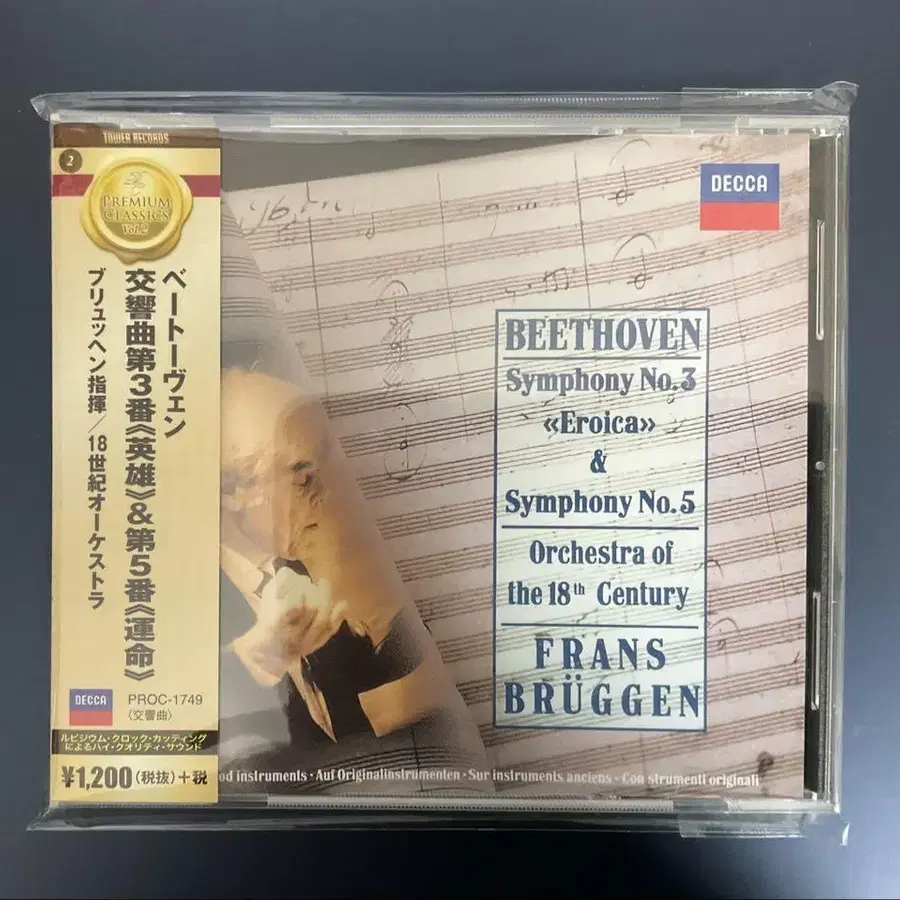 TOWER RECORDS
2
PREMIUM
CLASSICS
Vol.2
ベートーヴェン
交響曲第3番《英雄》&第5番《運命》
ブリュッヘン指揮/18世紀オーケストラ
DECCA
PROC-1749
〈交響曲〉
ルビジウム・クロック・カッティング
によるハイ・クオリティ・サウンド
¥1,200(税抜)+税
DECCA
BEETHOVEN
Symphony No.3
«Eroica»
&
Symphony No.5
Orchestra of
the 18th Century
FRANS
BRÜGGEN
instruments · Auf Originalinstrumenten · Sur instruments anciens · Con strumenti originali